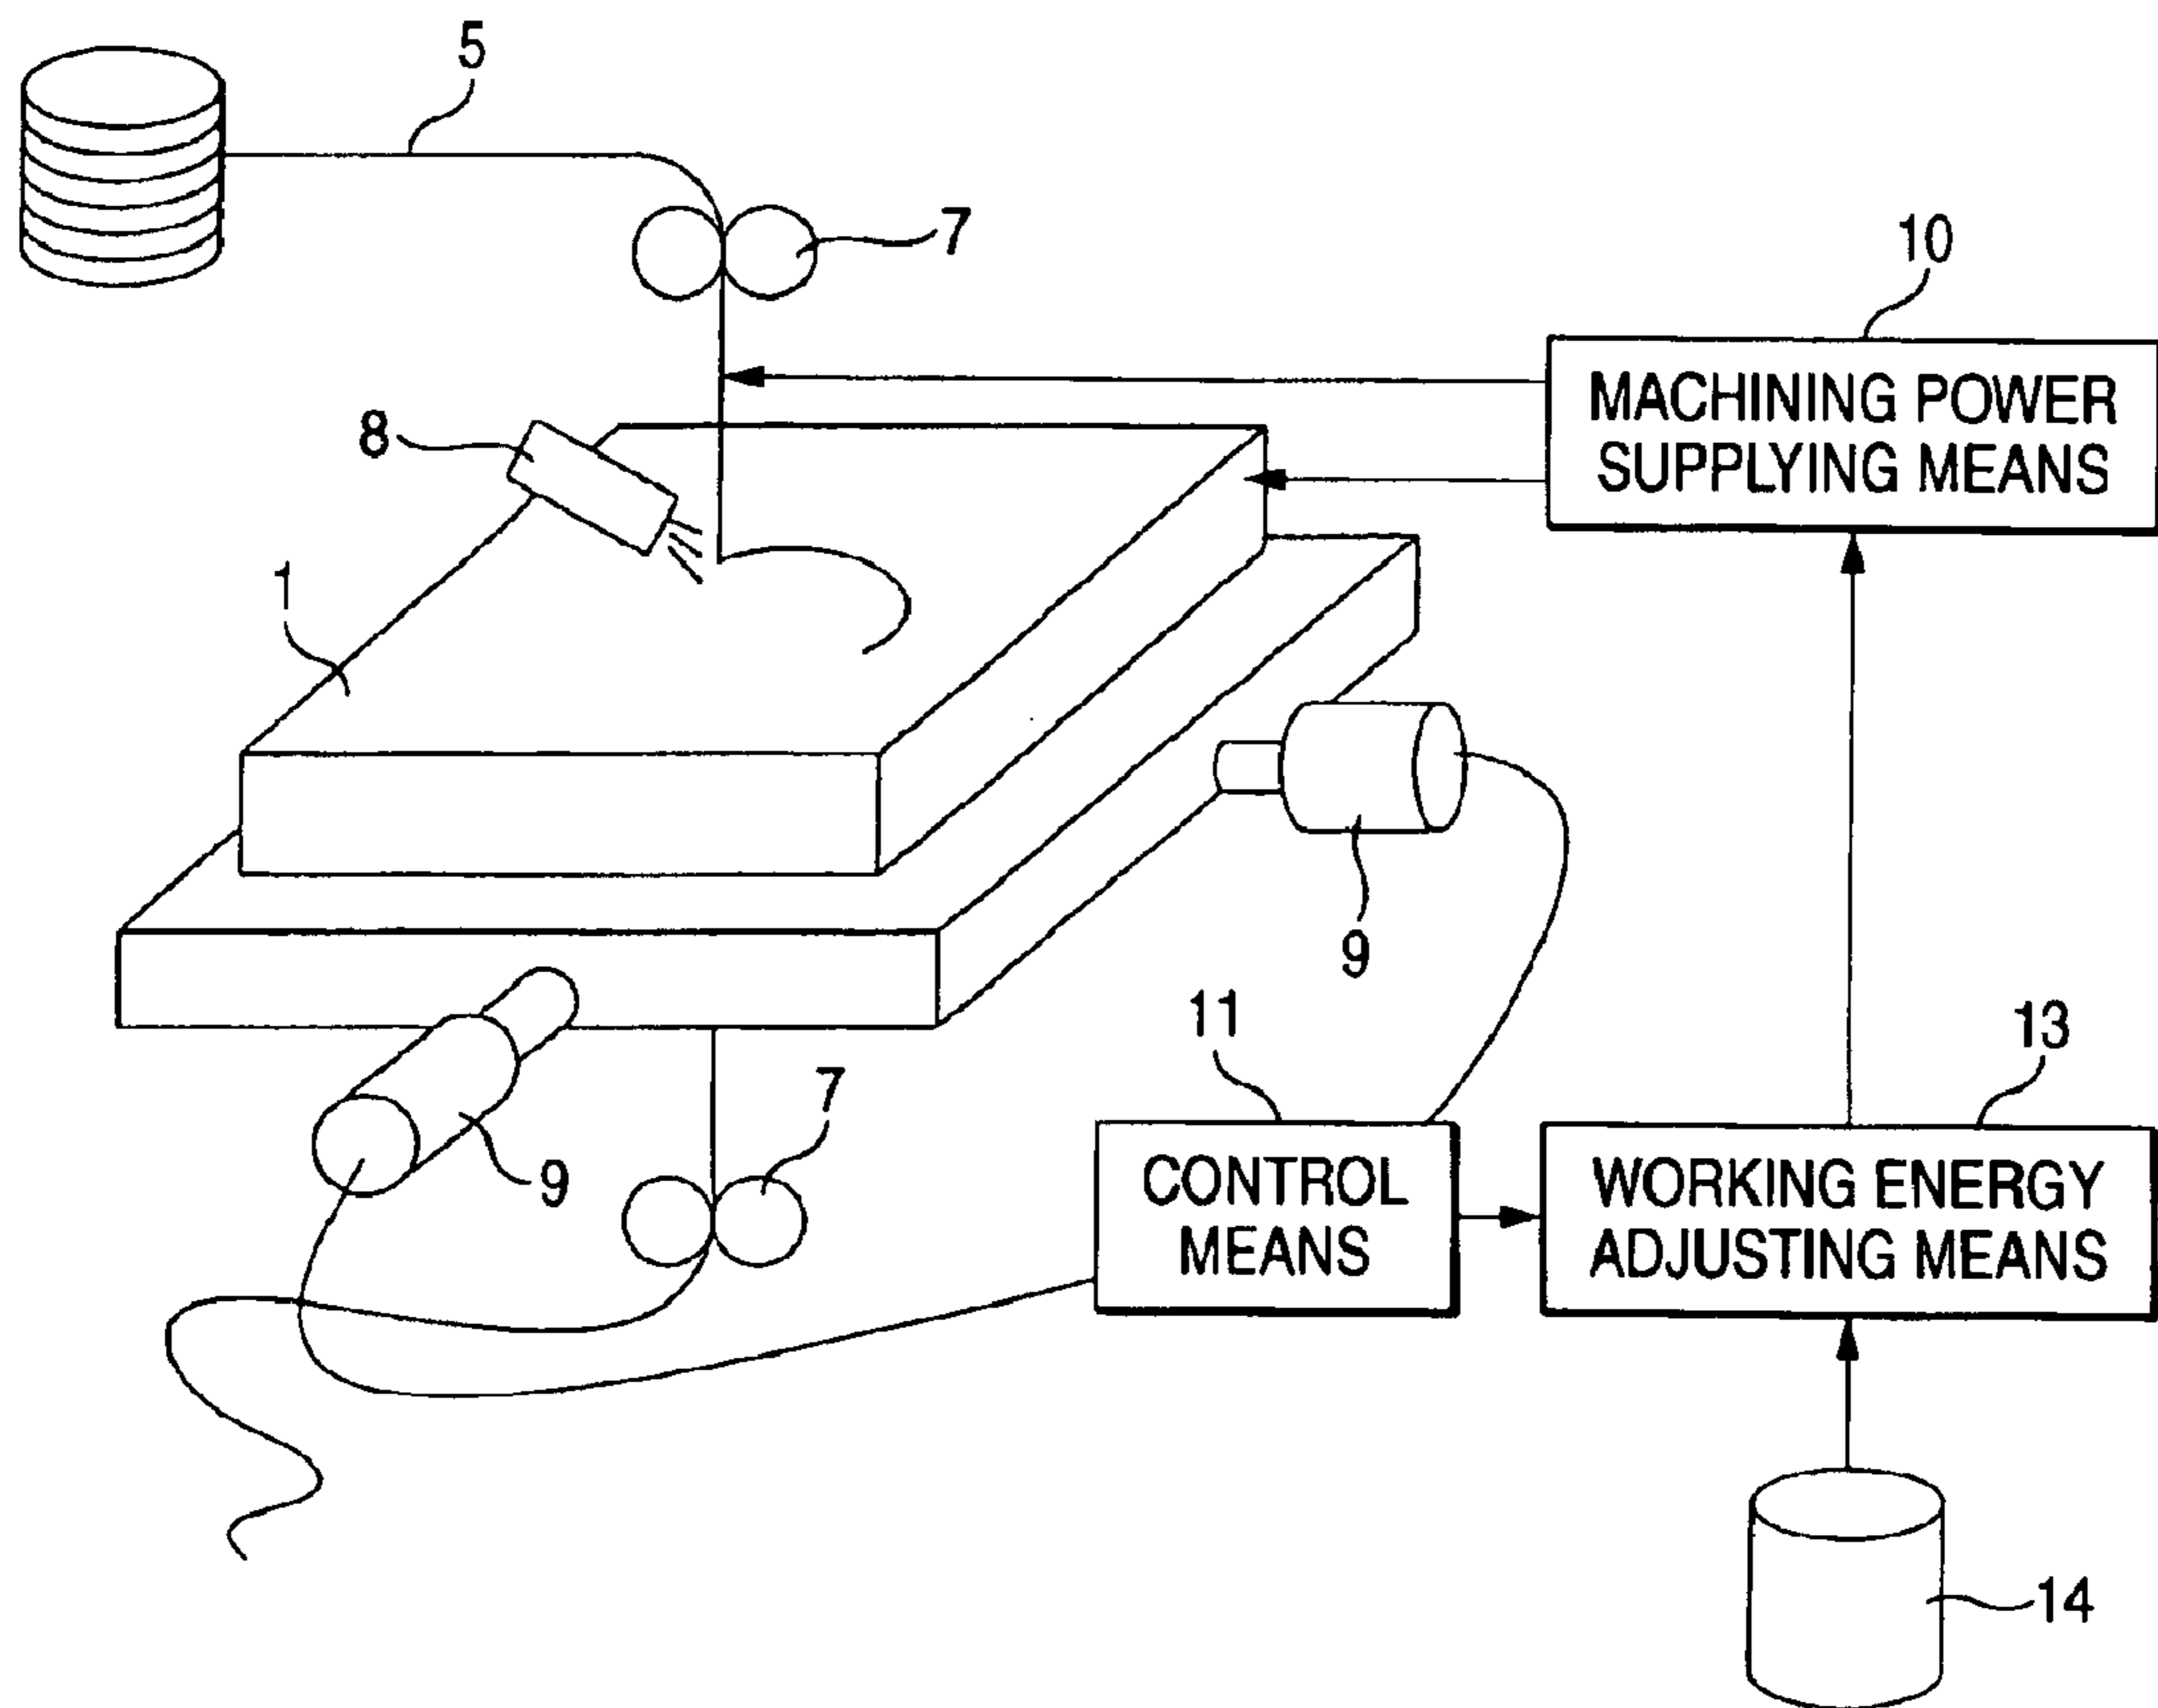 5
7
10
MACHINING POWER
SUPPLYING MEANS
8
1
9
11
13
7
9
CONTROL
MEANS
WORKING ENERGY
ADJUSTING MEANS
14